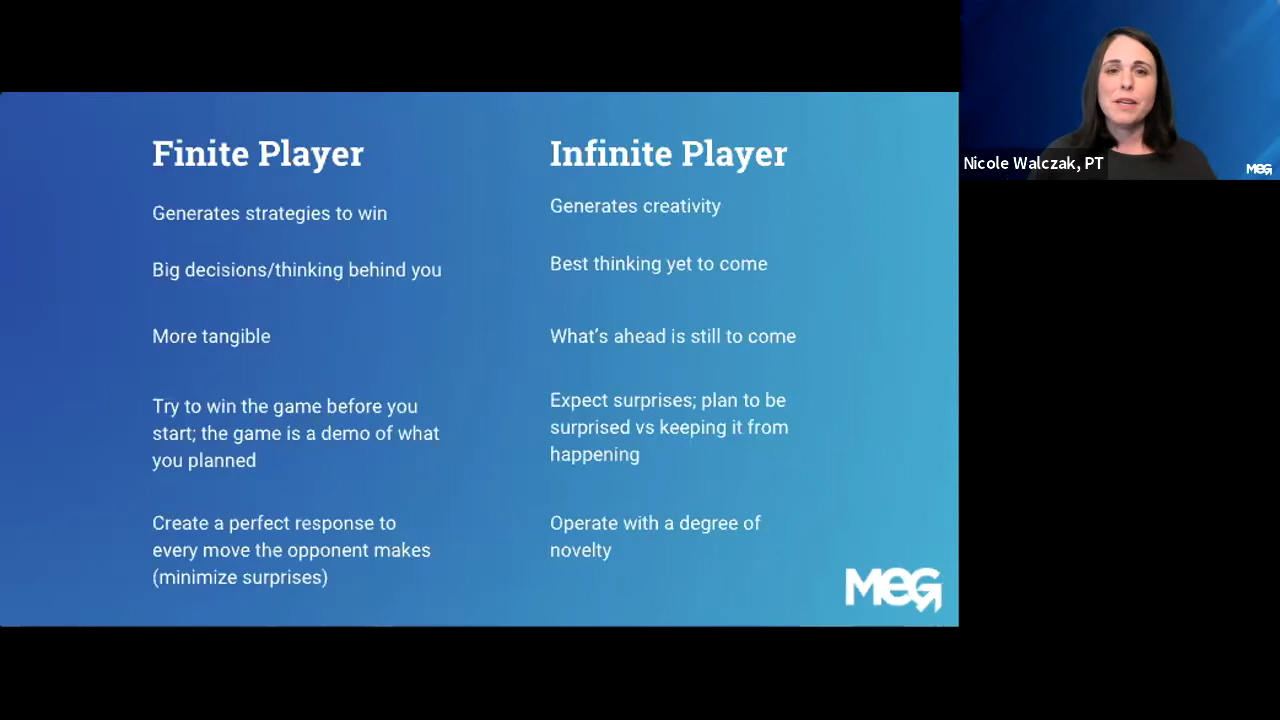 Finite Player
Generates strategies to win
Big decisions/thinking behind you
More tangible
Try to win the game before you
start; the game is a demo of what
you planned
Create a perfect response to
every move the opponent makes
(minimize surprises)
Infinite Player
Generates creativity
Best thinking yet to come
What's ahead is still to come
Expect surprises; plan to be
surprised vs keeping it from
happening
Operate with a degree of
novelty
MEG
Nicole Walczak, PT
MEG